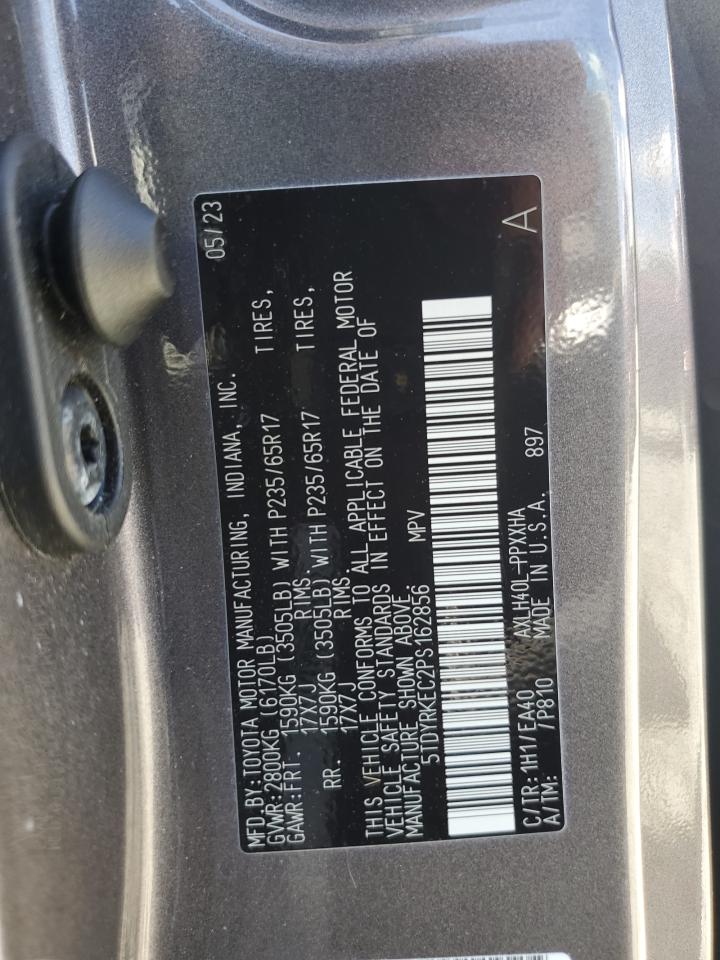 MFD.BY:TOYOTA MOTOR MANUFACTURING, INDIANA, INC. 05/23
GVWR:2800KG (6170LB)
GAWR:FRT. 1590KG (3505LB) WITH P235/65R17 TIRES,
17X7J RIMS
RR. 1590KG (3505LB) WITH P235/65R17 TIRES,
17X7J RIMS
THIS VEHICLE CONFORMS TO ALL APPLICABLE FEDERAL MOTOR
VEHICLE SAFETY STANDARDS IN EFFECT ON THE DATE OF
MANUFACTURE SHOWN ABOVE.
5TDYRKEC2PS162856 MPV
C/TR:1H1/EA40 AXLH40L-PPXXHA A
A/TM: /P810 MADE IN U.S.A. 897